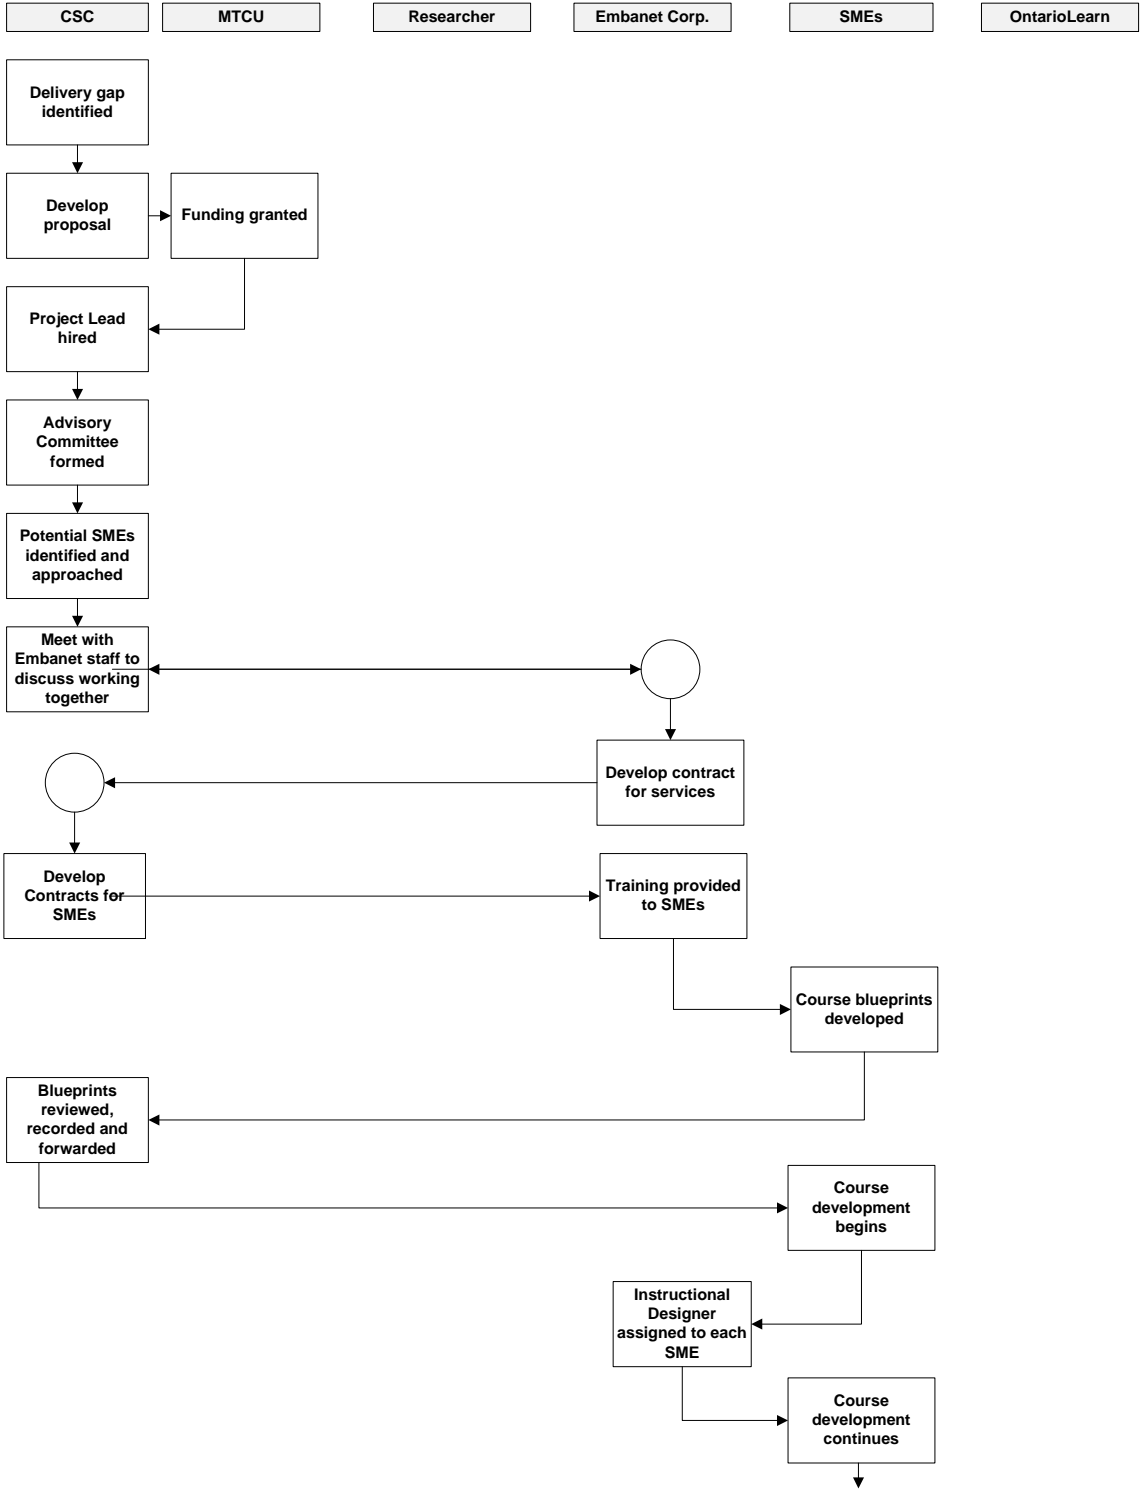 CSC
MTCU
Researcher
Embanet Corp.
SMEs
OntarioLearn
Delivery gap
identified
Develop
proposal
Funding granted
Project Lead
hired
Advisory
Committee
formed
Potential SMEs
identified and
approached
Meet with
Embanet staff to
discuss working
together
Develop contract
for services
Develop
Contracts for
SMEs
Training provided
to SMEs
Course blueprints
developed
Blueprints
reviewed,
recorded and
forwarded
Course
development
begins
Instructional
Designer
assigned to each
SME
Course
development
continues